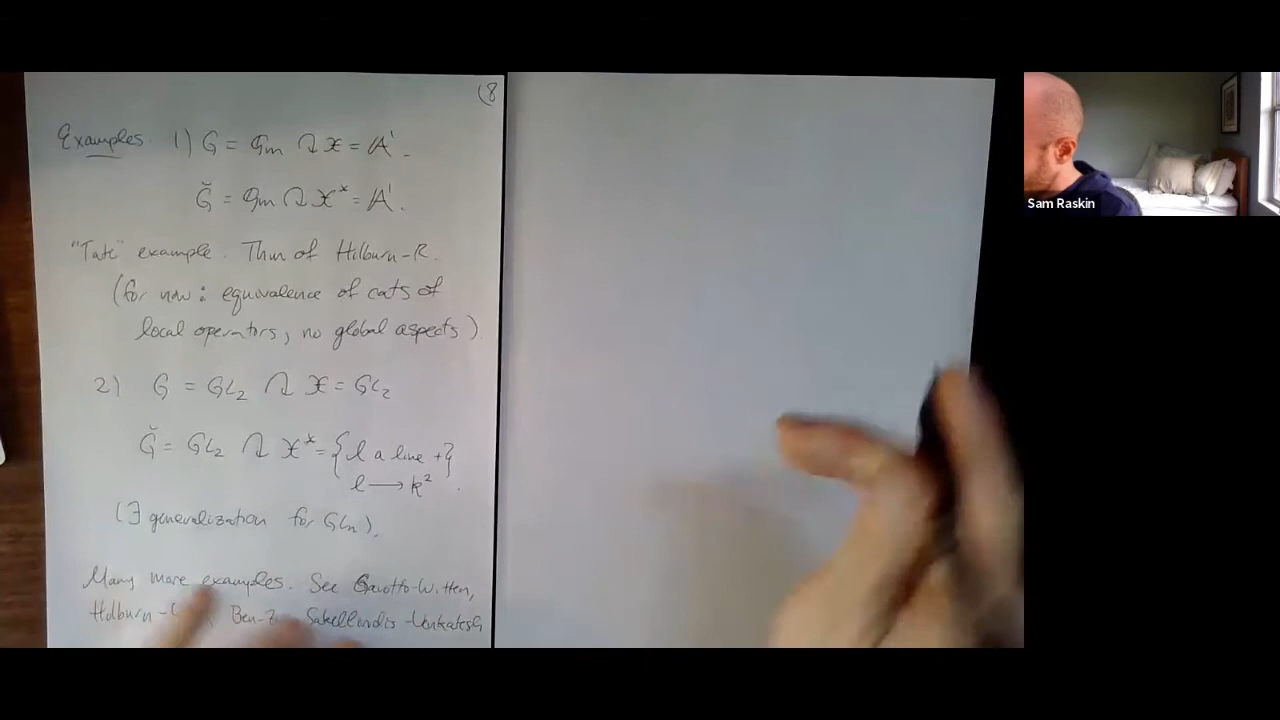 (8
Examples. 1) G = 𝔾m ↷ 𝒳 = 𝔸¹.
Ǧ = 𝔾m ↷ 𝒳* = 𝔸¹.
"Tate" example. Thm of Hilburn-R.
(for now: equivalence of cats of
local operators, no global aspects)
2) G = GL₂ ↷ 𝒳 = GL₂
Ǧ = GL₂ ↷ 𝒳* = {l a line +}
l → k²
(∃ generalization for GLn),
Many more examples. See Gaiotto-Witten,
Hilburn- Sakellaridis-Venkatesh
Sam Raskin